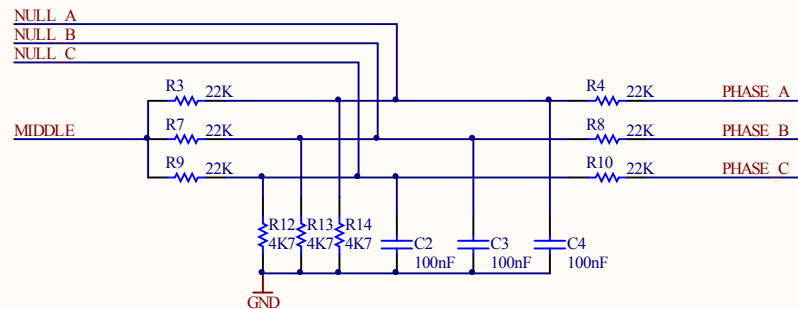 NULL_A
NULL_B
NULL_C
R3 22K R4 22K PHASE_A
MIDDLE R7 22K R8 22K PHASE_B
R9 22K R10 22K PHASE_C
R12 R13 R14 C2 C3 C4
4K7 4K7 4K7 100nF 100nF 100nF
GND